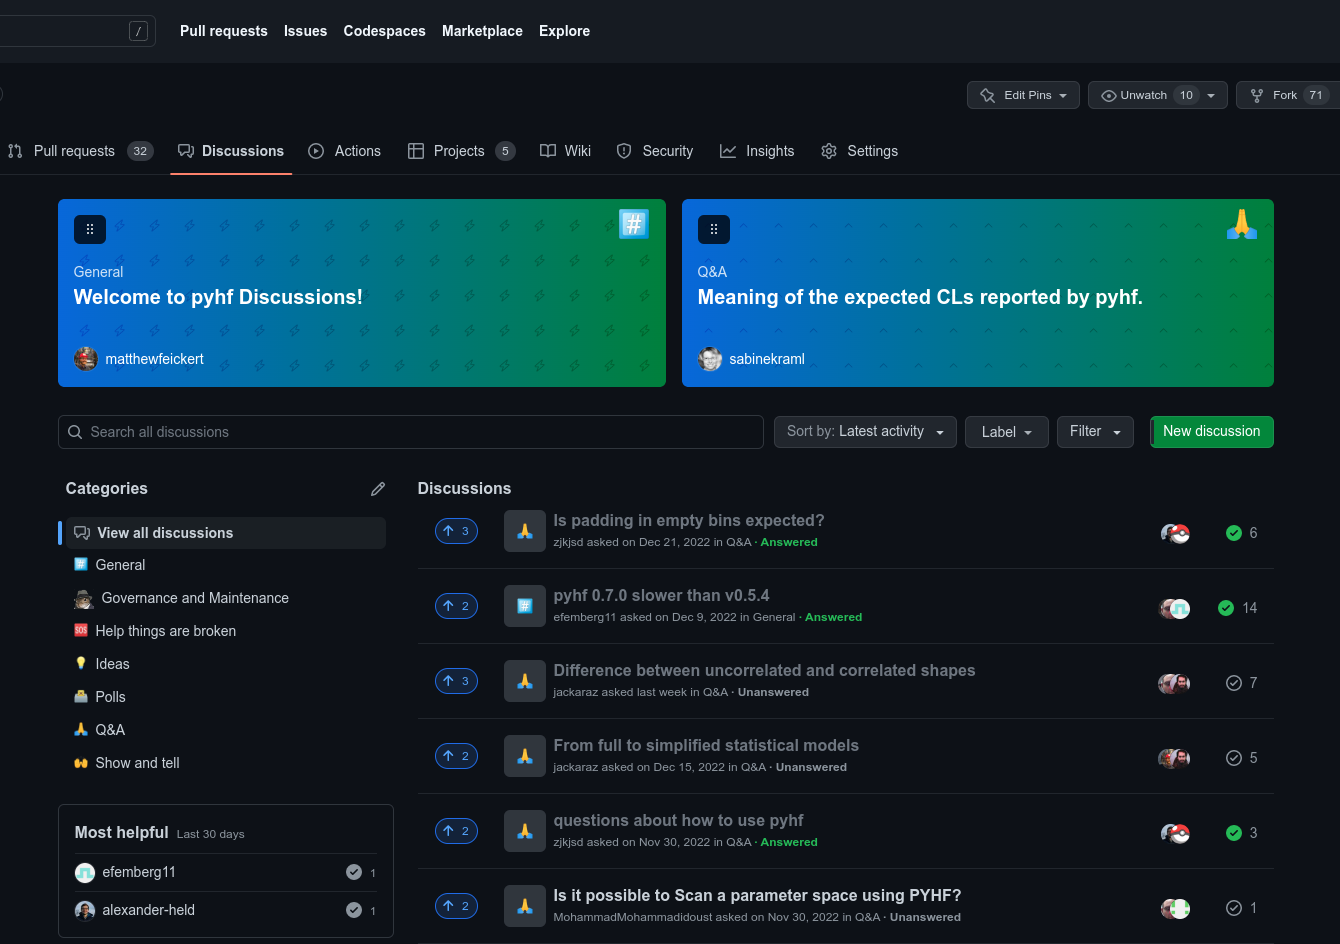 / Pull requests Issues Codespaces Marketplace Explore
Edit Pins Unwatch 10 Fork 71
Pull requests 32 Discussions Actions Projects 5 Wiki Security Insights Settings
General
Welcome to pyhf Discussions!
matthewfeickert
Q&A
Meaning of the expected CLs reported by pyhf.
sabinekraml
Search all discussions Sort by: Latest activity Label Filter New discussion
Categories
View all discussions
General
Governance and Maintenance
Help things are broken
Ideas
Polls
Q&A
Show and tell
Most helpful Last 30 days
efemberg11 1
alexander-held 1
Discussions
3 Is padding in empty bins expected? 6
zjkjsd asked on Dec 21, 2022 in Q&A · Answered
2 pyhf 0.7.0 slower than v0.5.4 14
efemberg11 asked on Dec 9, 2022 in General · Answered
3 Difference between uncorrelated and correlated shapes 7
jackaraz asked last week in Q&A · Unanswered
2 From full to simplified statistical models 5
jackaraz asked on Dec 15, 2022 in Q&A · Unanswered
2 questions about how to use pyhf 3
zjkjsd asked on Nov 30, 2022 in Q&A · Answered
2 Is it possible to Scan a parameter space using PYHF? 1
MohammadMohammadidoust asked on Nov 30, 2022 in Q&A · Unanswered